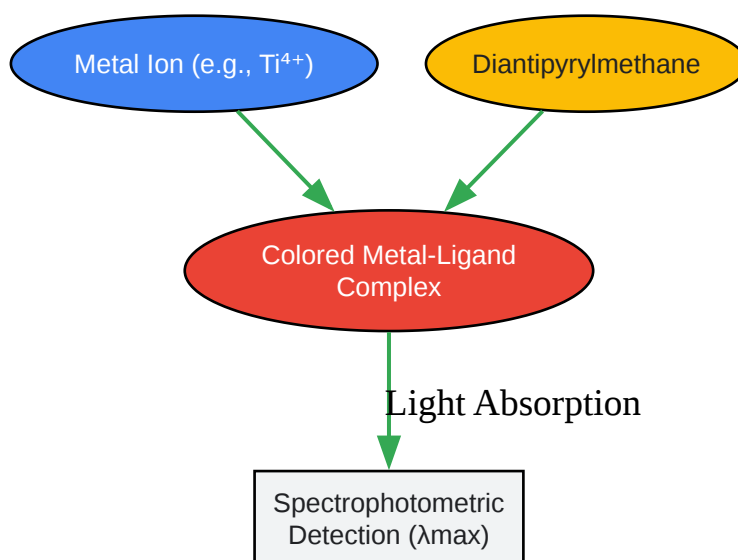 Metal Ion (e.g., Ti⁴⁺)
Diantipyrylmethane
Colored Metal-Ligand
Complex
Light Absorption
Spectrophotometric
Detection (λmax)